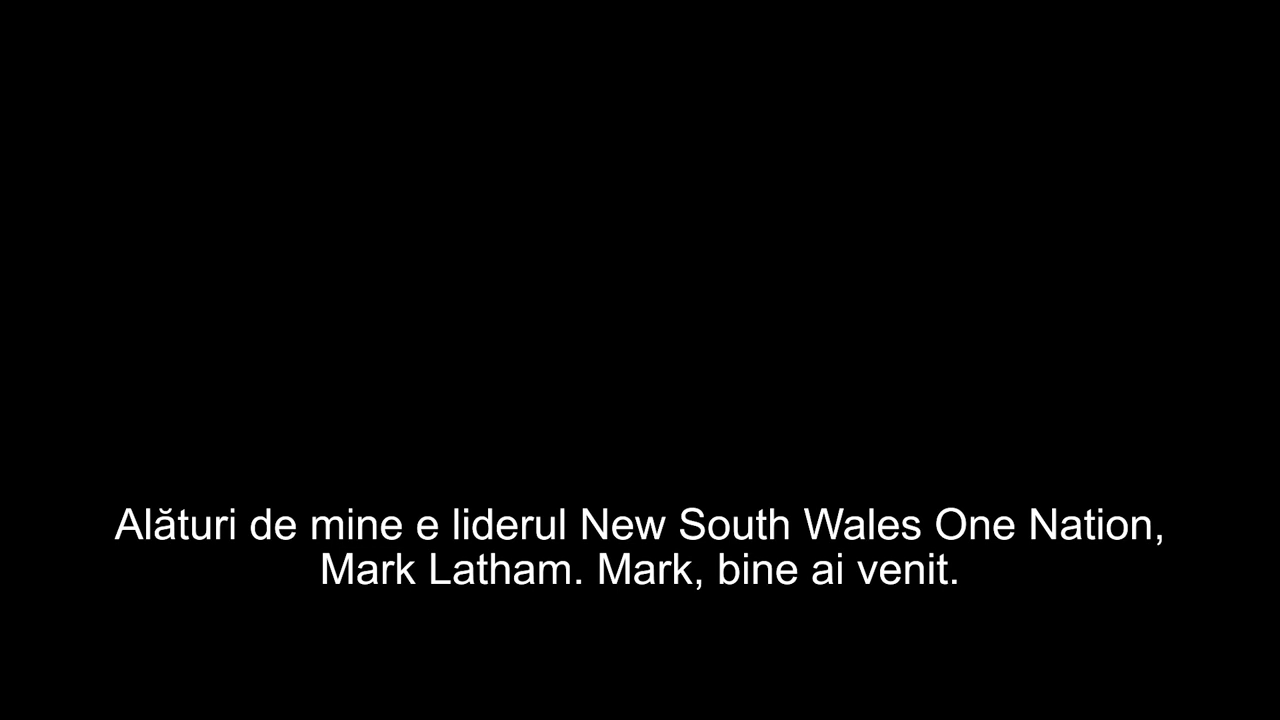 Alături de mine e liderul New South Wales One Nation,
Mark Latham. Mark, bine ai venit.